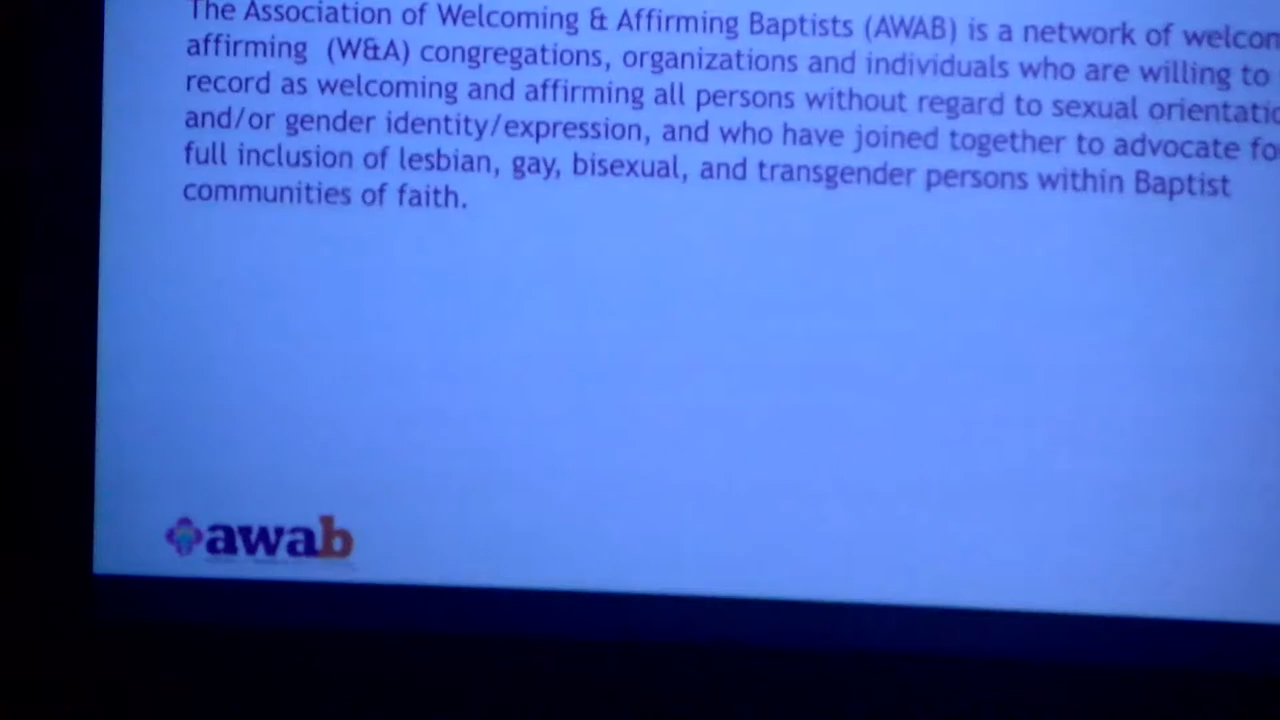 The Association of Welcoming & Affirming Baptists (AWAB) is a network of welcom
affirming (W&A) congregations, organizations and individuals who are willing to
record as welcoming and affirming all persons without regard to sexual orientatio
and/or gender identity/expression, and who have joined together to advocate fo
full inclusion of lesbian, gay, bisexual, and transgender persons within Baptist
communities of faith.
awab